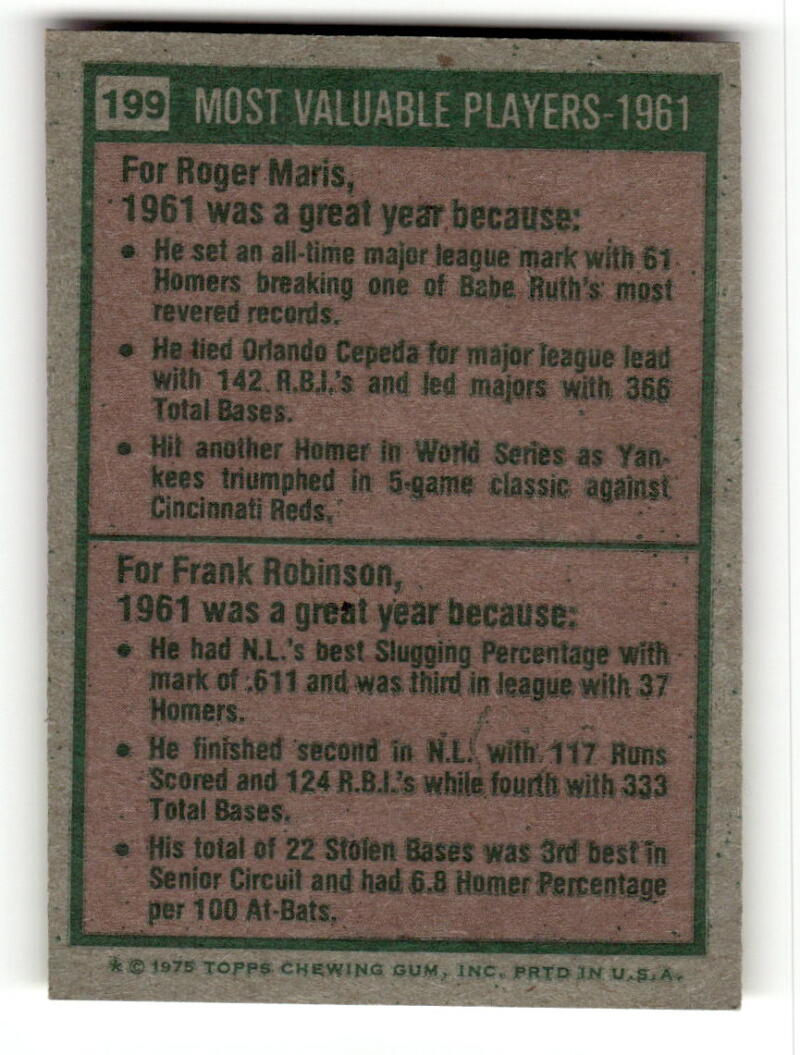 199 MOST VALUABLE PLAYERS-1961
For Roger Maris,
1961 was a great year because:
• He set an all-time major league mark with 61
Homers breaking one of Babe Ruth's most
revered records.
• He tied Orlando Cepeda for major league lead
with 142 R.B.I.'s and led majors with 366
Total Bases.
• Hit another Homer in World Series as Yan-
kees triumphed in 5-game classic against
Cincinnati Reds.
For Frank Robinson,
1961 was a great year because:
• He had N.L.'s best Slugging Percentage with
mark of .611 and was third in league with 37
Homers.
• He finished second in N.L. with 117 Runs
Scored and 124 R.B.I.'s while fourth with 333
Total Bases.
• His total of 22 Stolen Bases was 3rd best in
Senior Circuit and had 6.8 Homer Percentage
per 100 At-Bats.
* © 1975 TOPPS CHEWING GUM, INC. PRTD IN U.S.A.